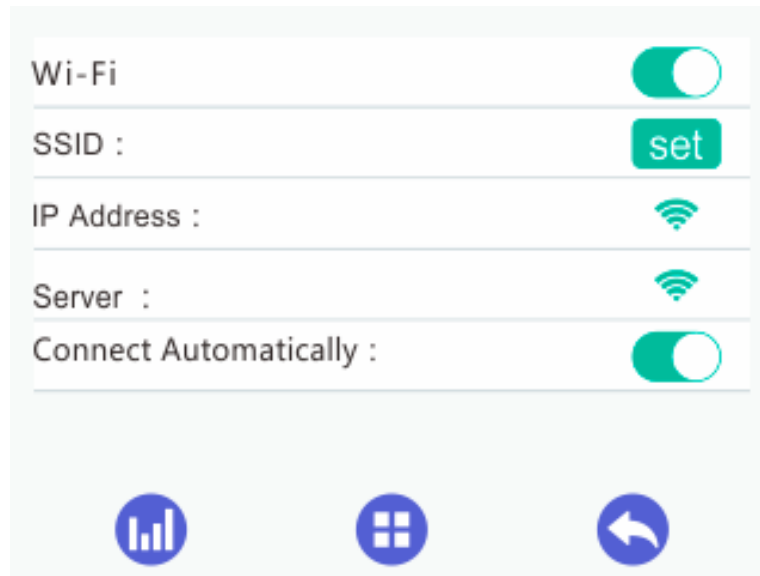 Wi-Fi
SSID :
set
IP Address :
Server :
Connect Automatically :